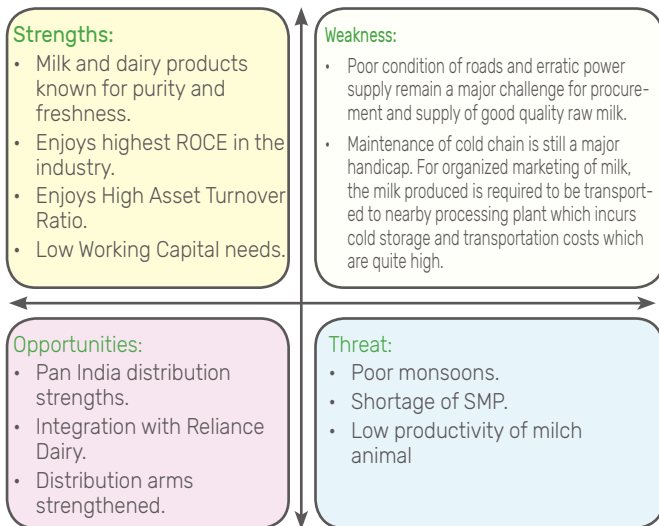 Strengths:
• Milk and dairy products
known for purity and
freshness.
• Enjoys highest ROCE in the
industry.
• Enjoys High Asset Turnover
Ratio.
• Low Working Capital needs.
Weakness:
• Poor condition of roads and erratic power
supply remain a major challenge for procure-
ment and supply of good quality raw milk.
• Maintenance of cold chain is still a major
handicap. For organized marketing of milk,
the milk produced is required to be transport-
ed to nearby processing plant which incurs
cold storage and transportation costs which
are quite high.
Opportunities:
• Pan India distribution
strengths.
• Integration with Reliance
Dairy.
• Distribution arms
strengthened.
Threat:
• Poor monsoons.
• Shortage of SMP.
• Low productivity of milch
animal